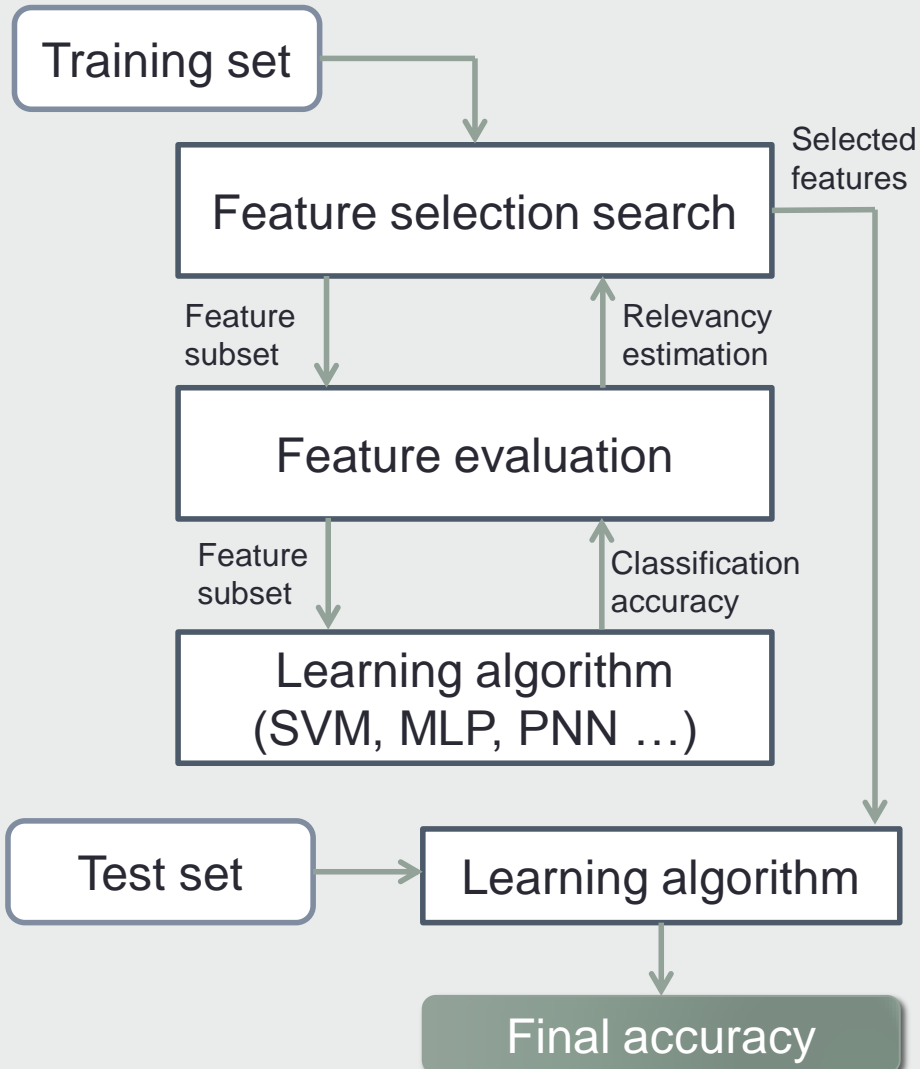 Training set
Selected
features
Feature selection search
Feature
subset
Relevancy
estimation
Feature evaluation
Feature
subset
Classification
accuracy
Learning algorithm
(SVM, MLP, PNN …)
Test set
Learning algorithm
Final accuracy